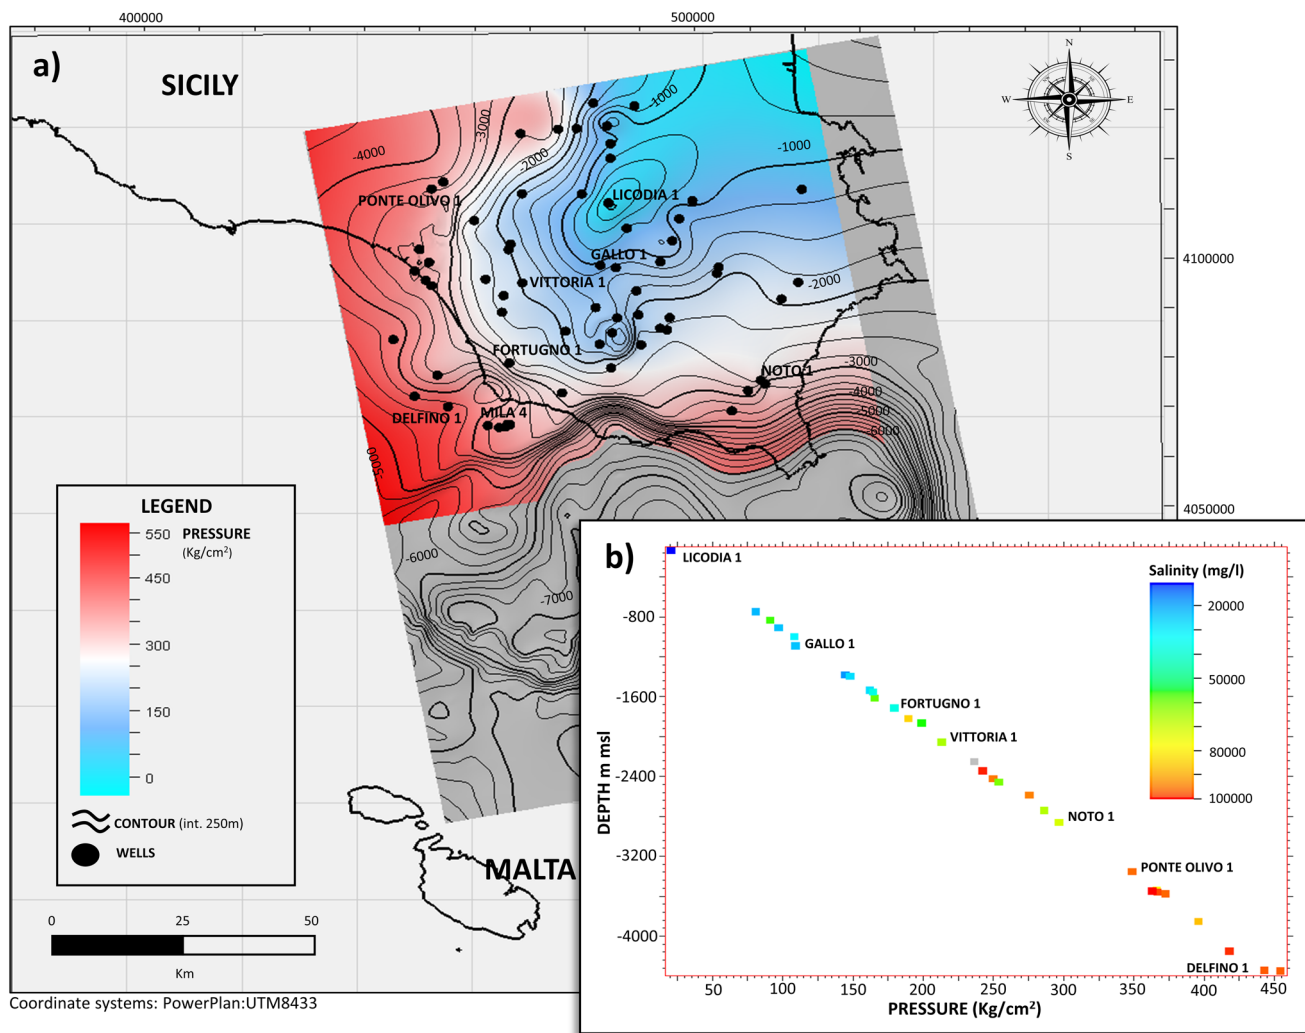 400000
500000
a)
SICILY
N
W
E
S
-1000
-3000
-4000
-2000
-1000
PONTE OLIVO 1
LICODIA 1
GALLO 1
4100000
VITTORIA 1
-2000
FORTUGNO 1
-3000
NOTO 1
-4000
DELFINO 1
MILA 4
-5000
-6000
5000
LEGEND
PRESSURE
(Kg/cm²)
550
450
300
150
0
CONTOUR (int. 250m)
WELLS
4050000
-6000
-7000
MALTA
0
25
50
Km
Coordinate systems: PowerPlan:UTM8433
b)
LICODIA 1
Salinity (mg/l)
20000
50000
80000
100000
-800
GALLO 1
-1600
FORTUGNO 1
VITTORIA 1
-2400
DEPTH m msl
NOTO 1
-3200
PONTE OLIVO 1
-4000
DELFINO 1
50
100
150
200
250
300
350
400
450
PRESSURE (Kg/cm²)